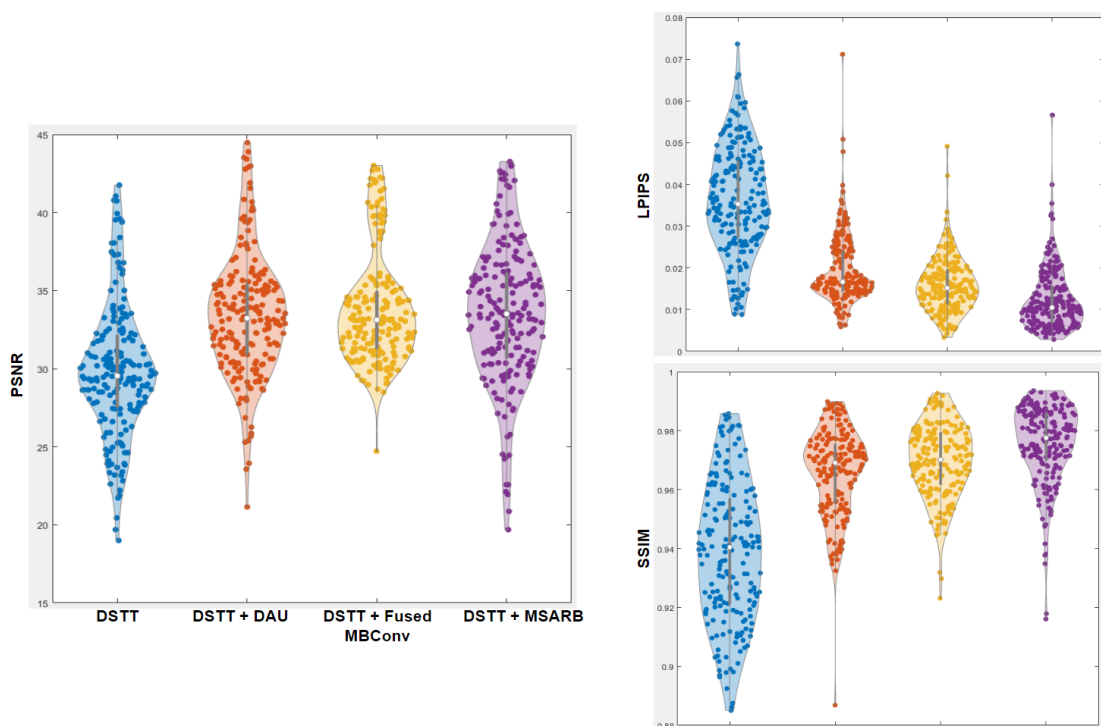 45
40
35
30
25
20
15
PSNR
DSTT
DSTT + DAU
DSTT + Fused
MBConv
DSTT + MSARB
0.08
0.07
0.06
0.05
0.04
0.03
0.02
0.01
0
LPIPS
1
0.98
0.96
0.94
0.92
0.9
0.88
SSIM